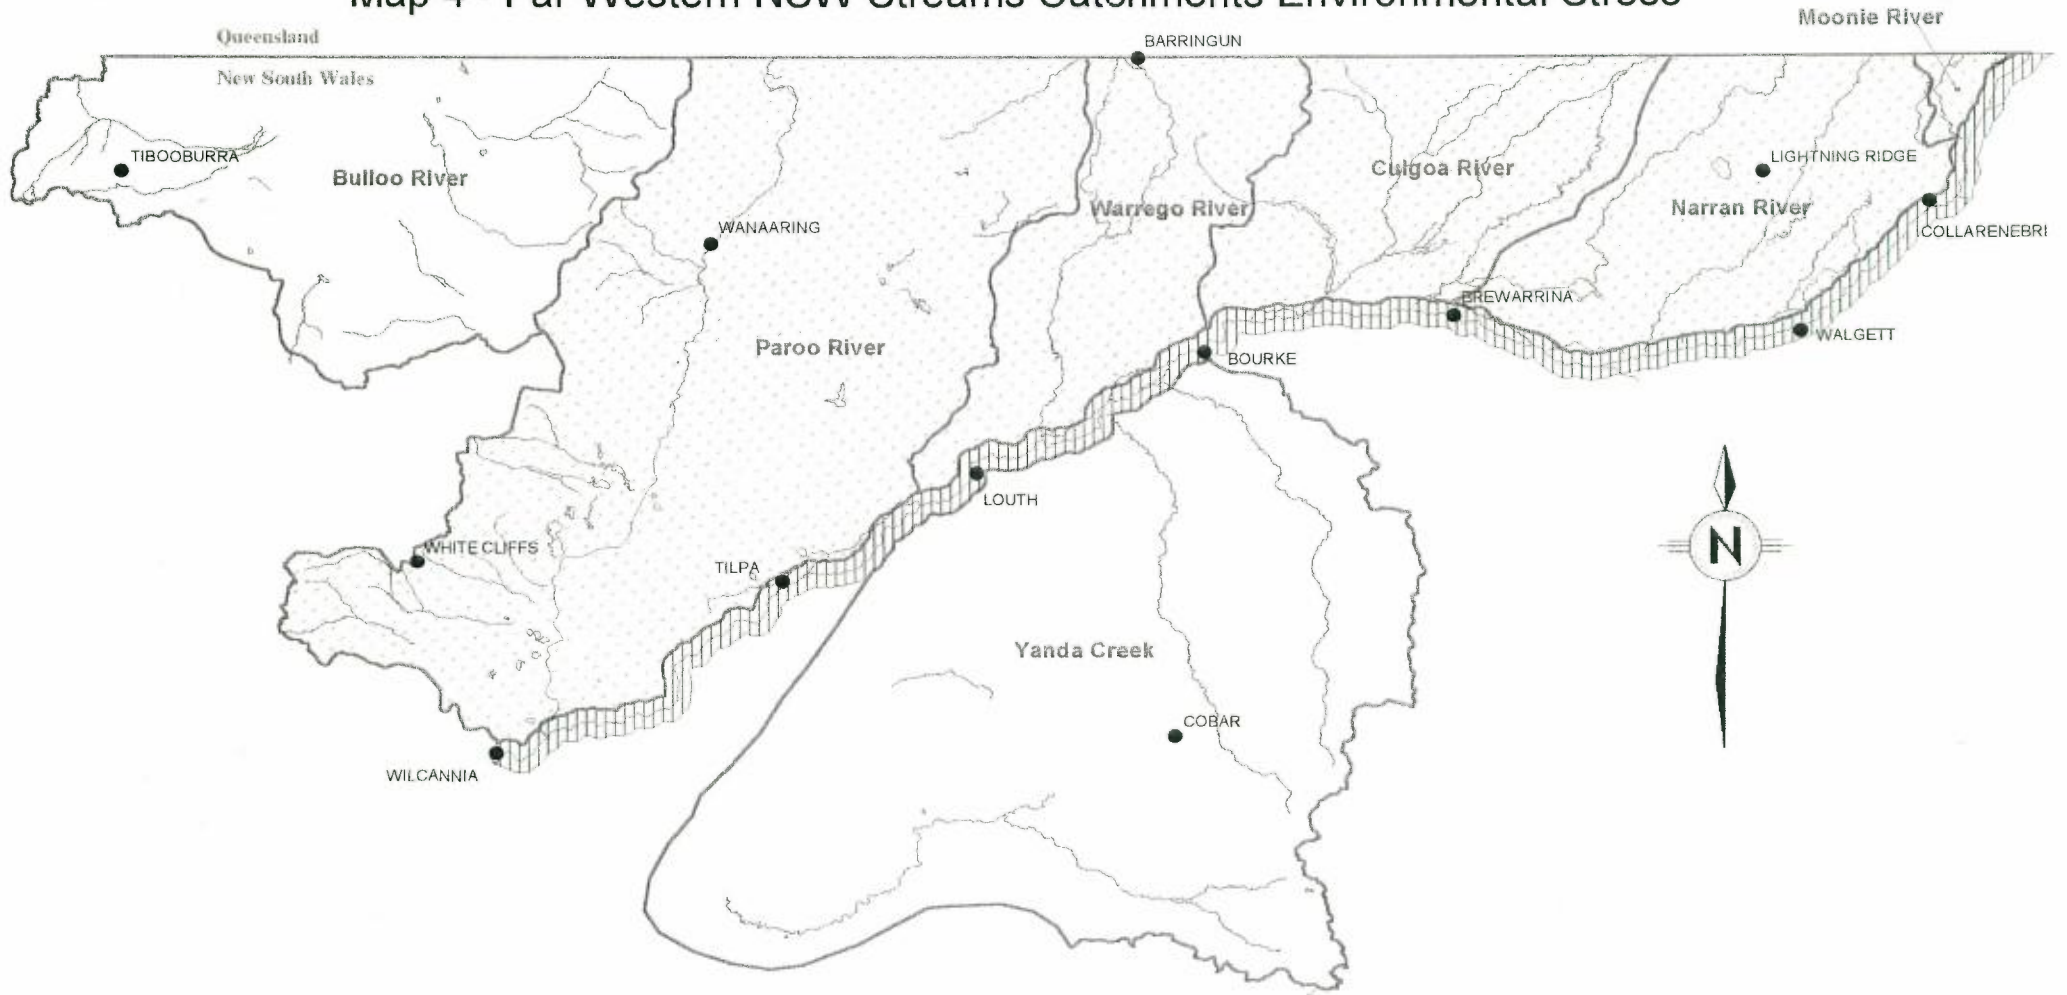 Map 4 - Far Western NSW Streams Catchments Environmental Stress
Moonie River
Queensland
BARRINGUN
New South Wales
TIBOOBURRA
Bulloo River
Culgoa River
LIGHTNING RIDGE
Warrego River
Narran River
WANAARING
COLLARENEBRI
BREWARRINA
WALGETT
Paroo River
BOURKE
LOUTH
WHITE CLIFFS
TILPA
N
Yanda Creek
COBAR
WILCANNIA